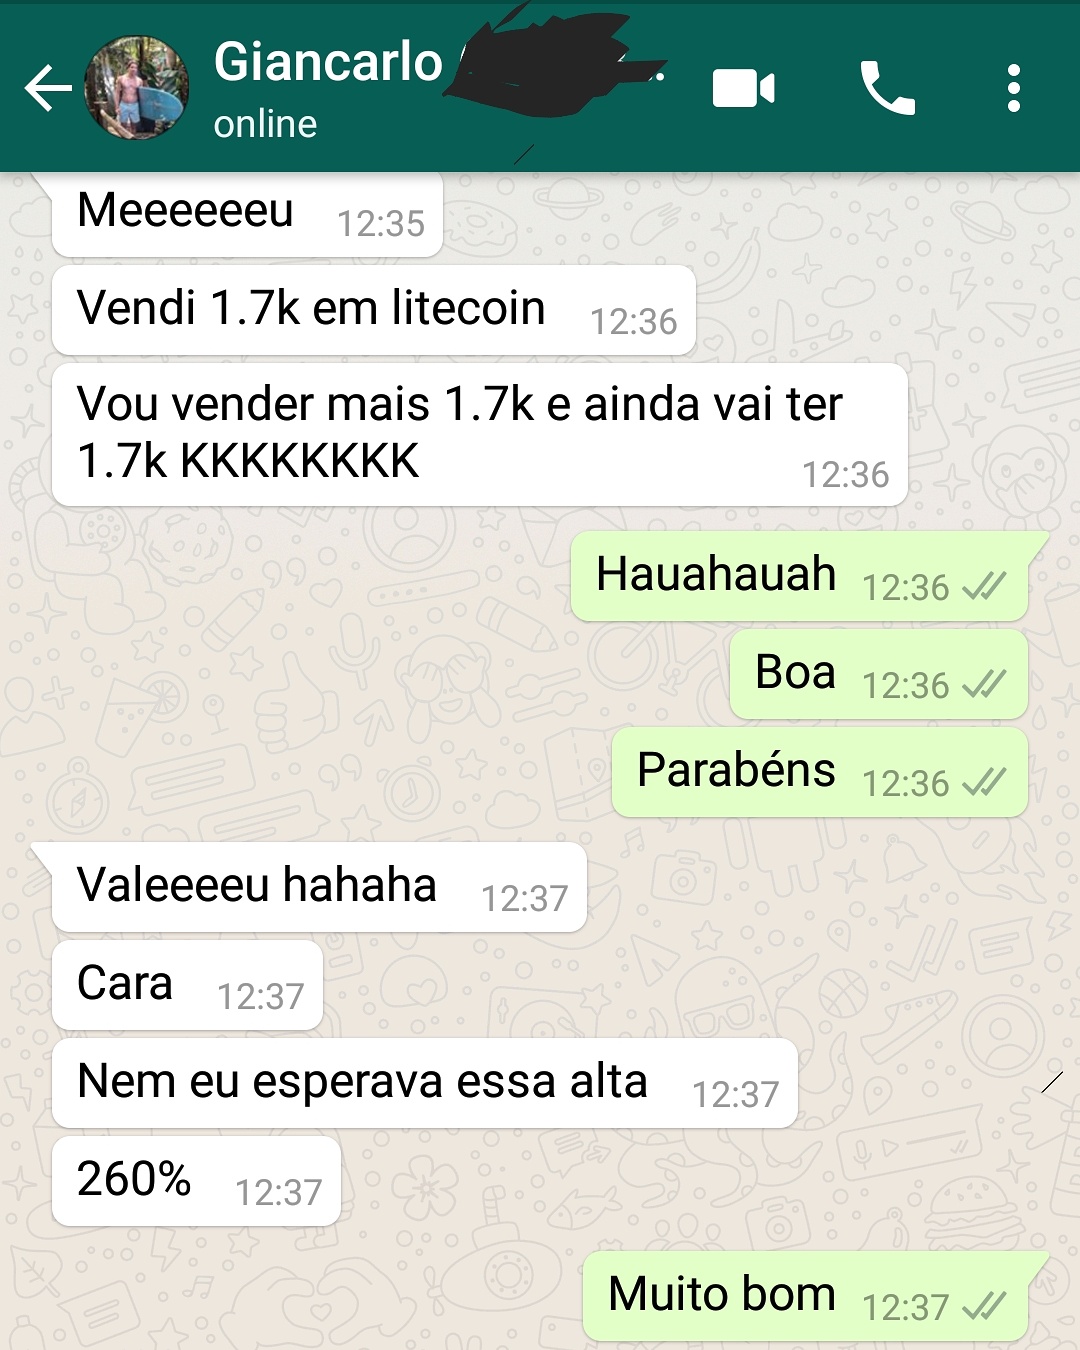 Giancarlo
online
Meeeeeeu 12:35
Vendi 1.7k em litecoin 12:36
Vou vender mais 1.7k e ainda vai ter
1.7k KKKKKKKK 12:36
Hauahauah 12:36
Boa 12:36
Parabéns 12:36
Valeeeeu hahaha 12:37
Cara 12:37
Nem eu esperava essa alta 12:37
260% 12:37
Muito bom 12:37